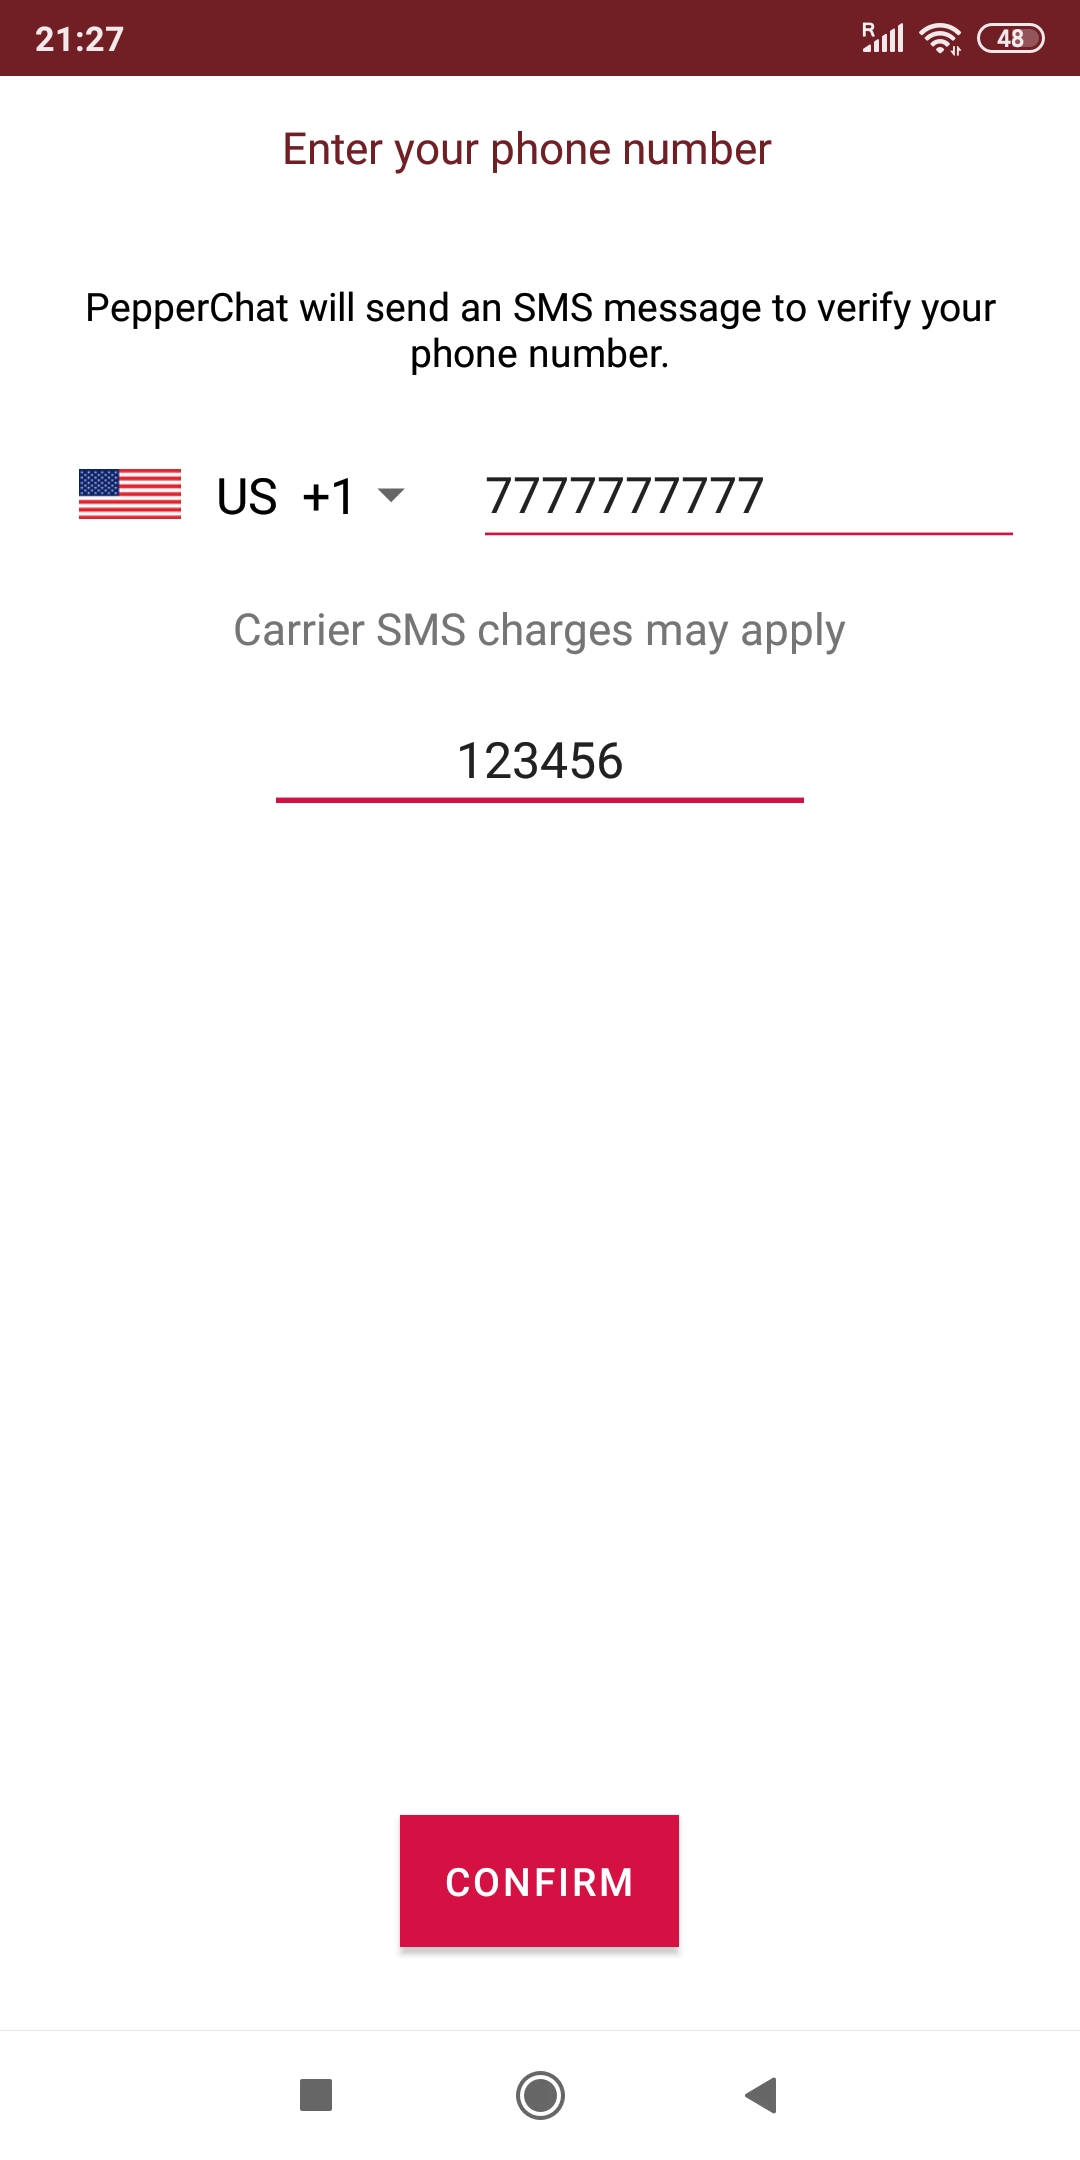 21:27 R 48
Enter your phone number
PepperChat will send an SMS message to verify your
phone number.
US +1 7777777777
Carrier SMS charges may apply
123456
CONFIRM